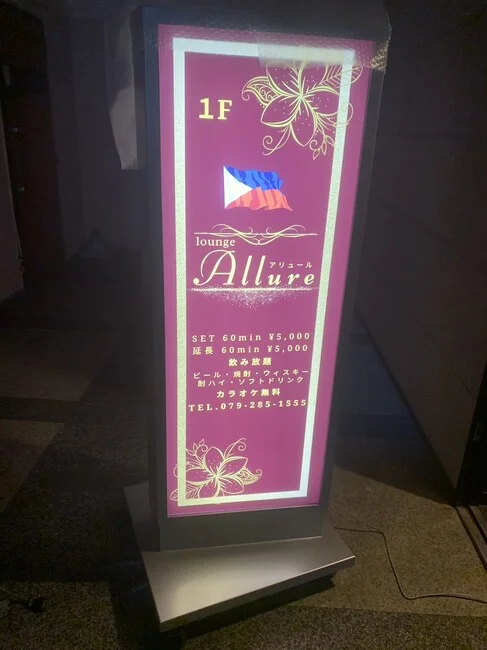 1F
lounge
アリュール
Allure
SET 60min ¥5,000
延長 60min ¥5,000
飲み放題
ビール・焼酎・ウィスキー
酎ハイ・ソフトドリンク
カラオケ無料
TEL.079-285-1555